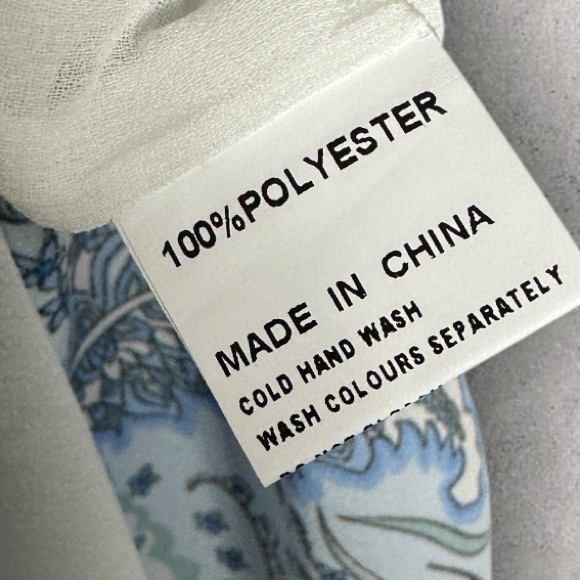 100%POLYESTER
MADE IN CHINA
COLD HAND WASH
WASH COLOURS SEPARATELY